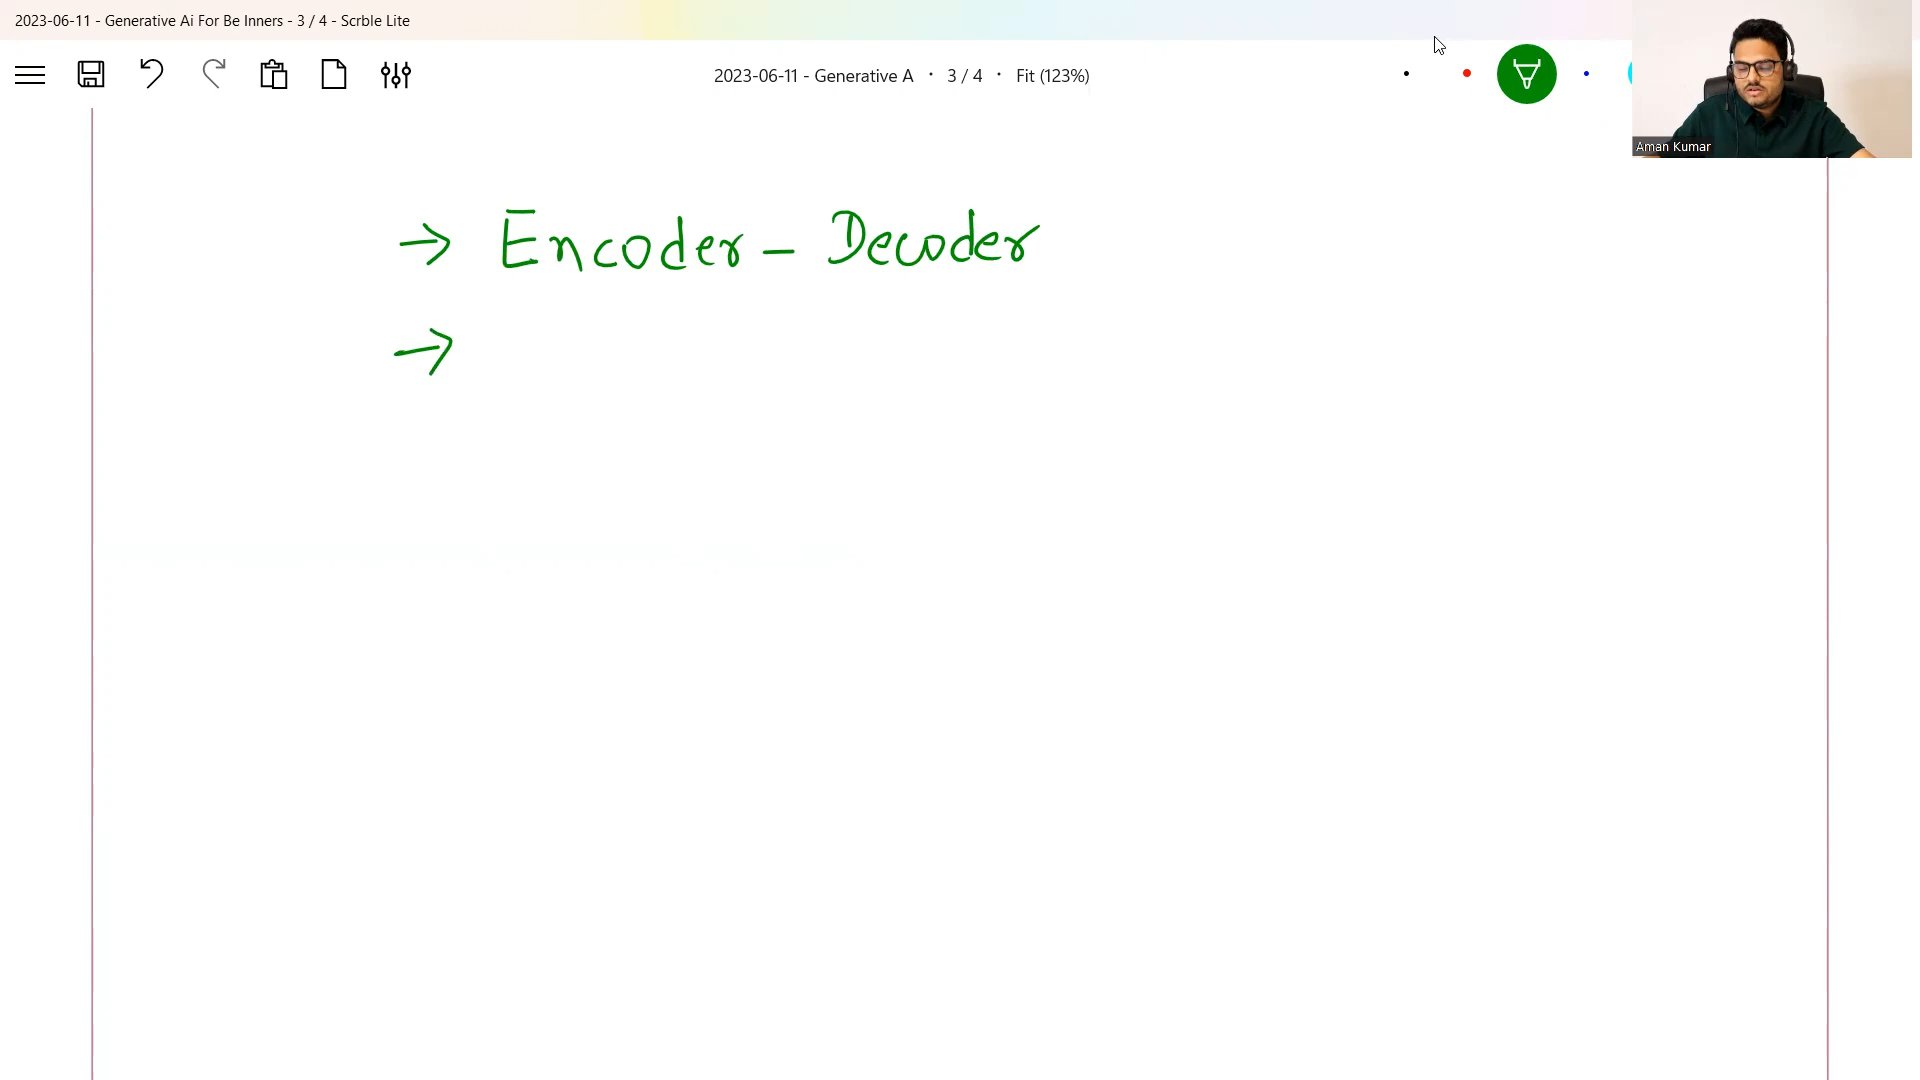 2023-06-11 - Generative Ai For Be Inners - 3 / 4 - Scrble Lite
2023-06-11 - Generative A · 3 / 4 · Fit (123%)
Aman Kumar
→ Encoder - Decoder
→